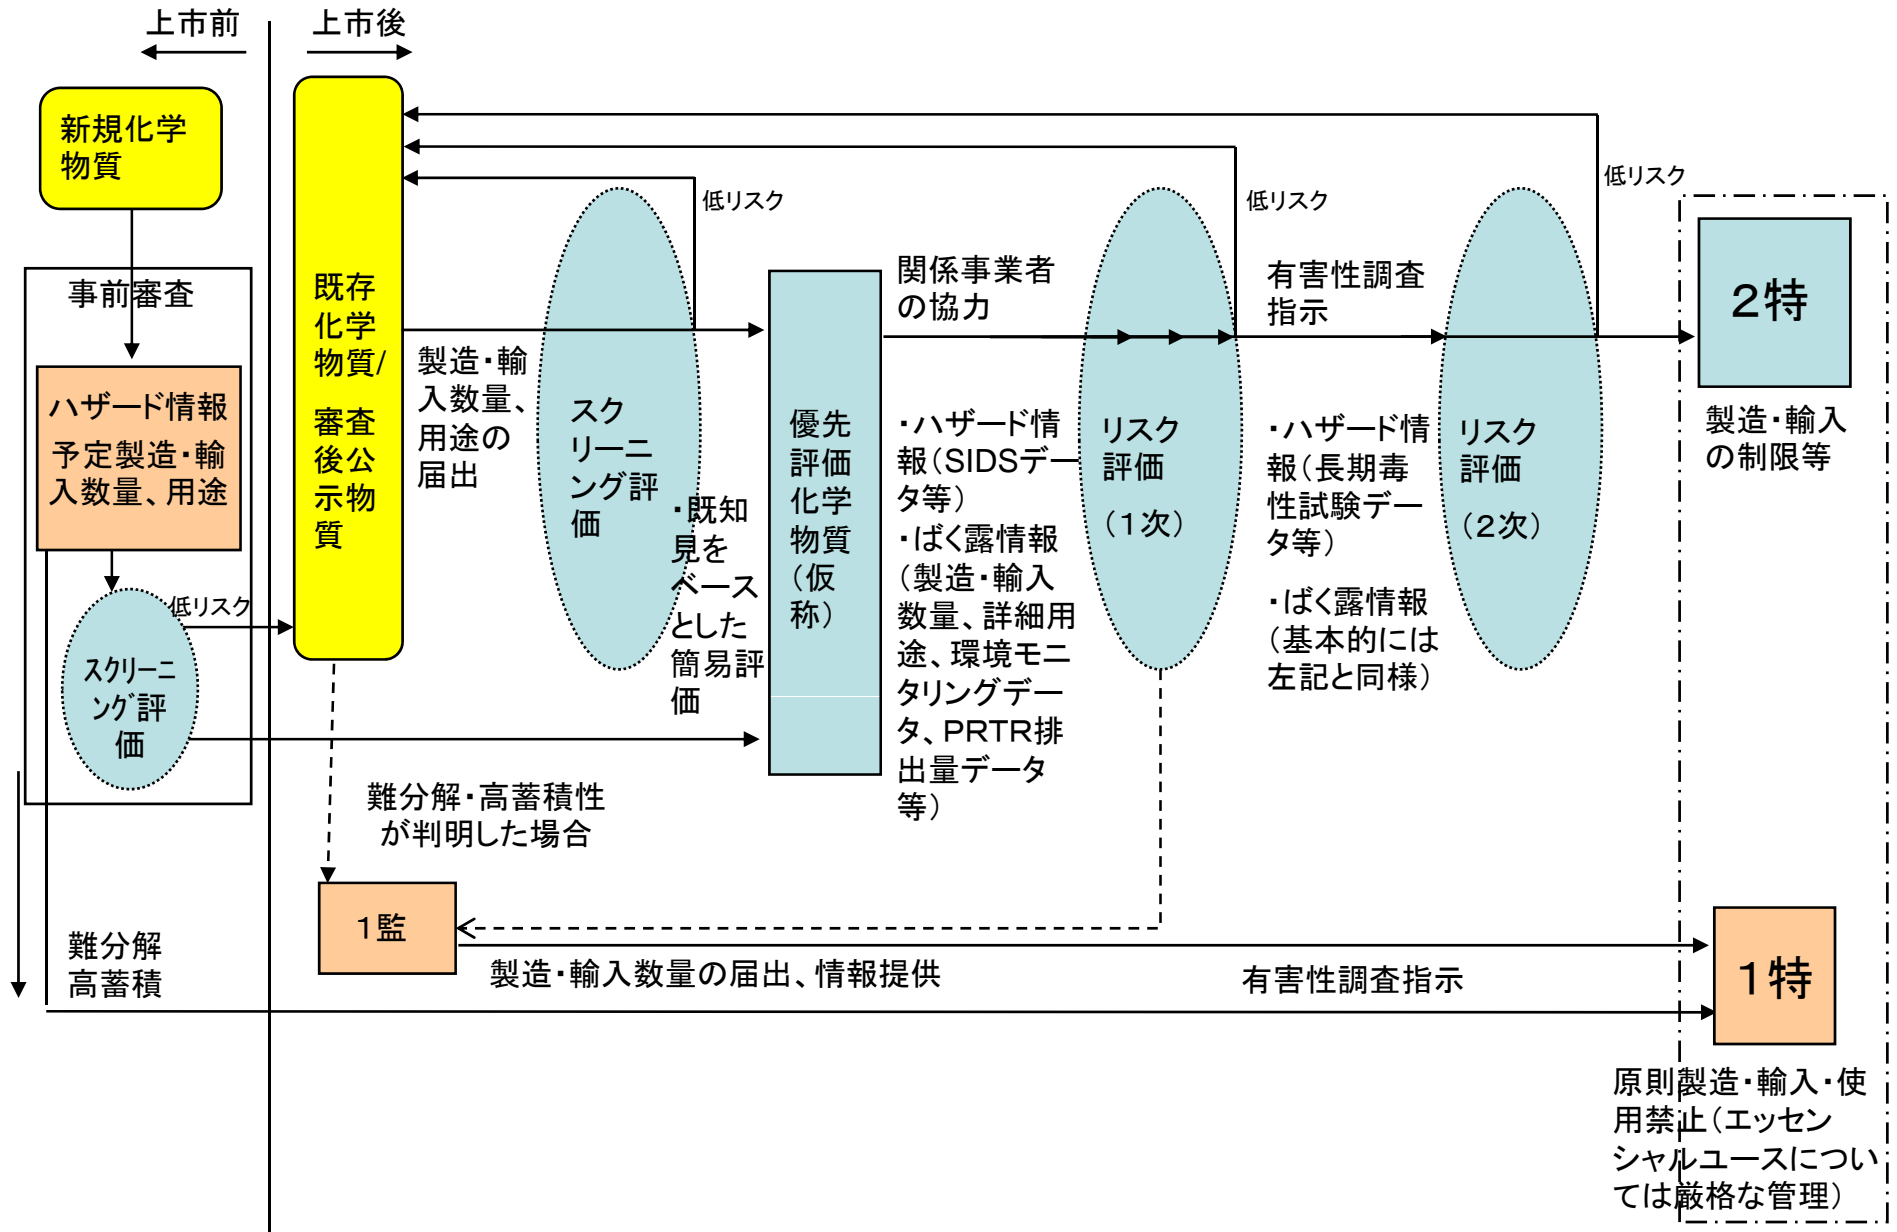 上市前
上市後
新規化学
物質
事前審査
ハザード情報
予定製造・輸
入数量、用途
低リスク
スクリーニ
ング評
価
難分解
高蓄積
既存
化学
物質/
審査
後公
示物
質
製造・輸
入数量、
用途の
届出
スク
リーニ
ング評
価
低リスク
・既知
見を
ベース
とした
簡易評
価
優先
評価
化学
物質
(仮
称)
関係事業者
の協力
・ハザード情
報(SIDSデー
タ等)
・ばく露情報
(製造・輸入
数量、詳細用
途、環境モニ
タリングデー
タ、PRTR排
出量データ
等)
リスク
評価
(1次)
低リスク
有害性調査
指示
・ハザード情
報(長期毒
性試験デー
タ等)
・ばく露情報
(基本的には
左記と同様)
リスク
評価
(2次)
低リスク
2特
製造・輸入
の制限等
難分解・高蓄積性
が判明した場合
1監
製造・輸入数量の届出、情報提供
有害性調査指示
1特
原則製造・輸入・使
用禁止(エッセン
シャルユースについ
ては厳格な管理)